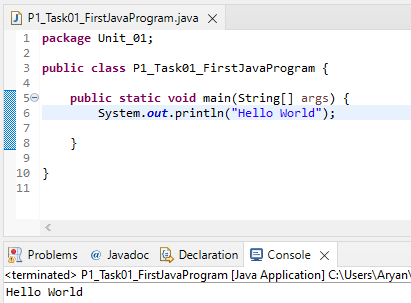 P1_Task01_FirstJavaProgram.java
1 package Unit_01;
2
3 public class P1_Task01_FirstJavaProgram {
4
5 public static void main(String[] args) {
6 System.out.println("Hello World");
7
8 }
9
10 }
11
Problems @ Javadoc Declaration Console
<terminated> P1_Task01_FirstJavaProgram [Java Application] C:\Users\Aryan\
Hello World